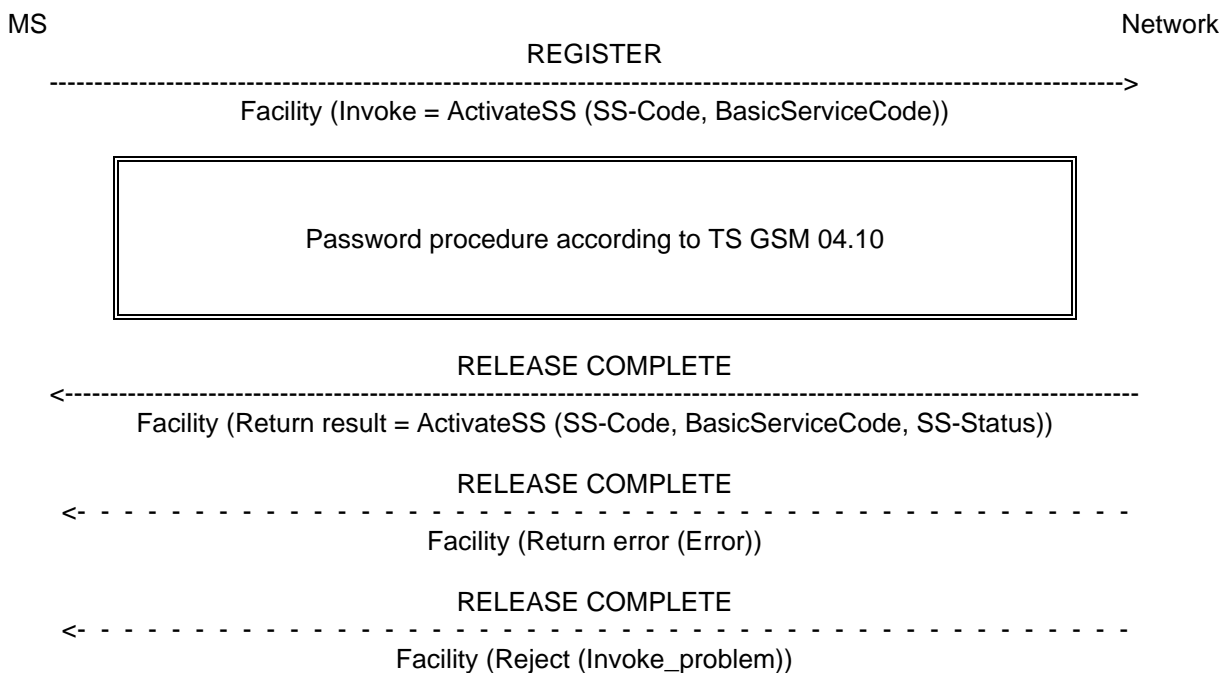 MS Network
REGISTER
Facility (Invoke = ActivateSS (SS-Code, BasicServiceCode))
Password procedure according to TS GSM 04.10
RELEASE COMPLETE
Facility (Return result = ActivateSS (SS-Code, BasicServiceCode, SS-Status))
RELEASE COMPLETE
Facility (Return error (Error))
RELEASE COMPLETE
Facility (Reject (Invoke_problem))